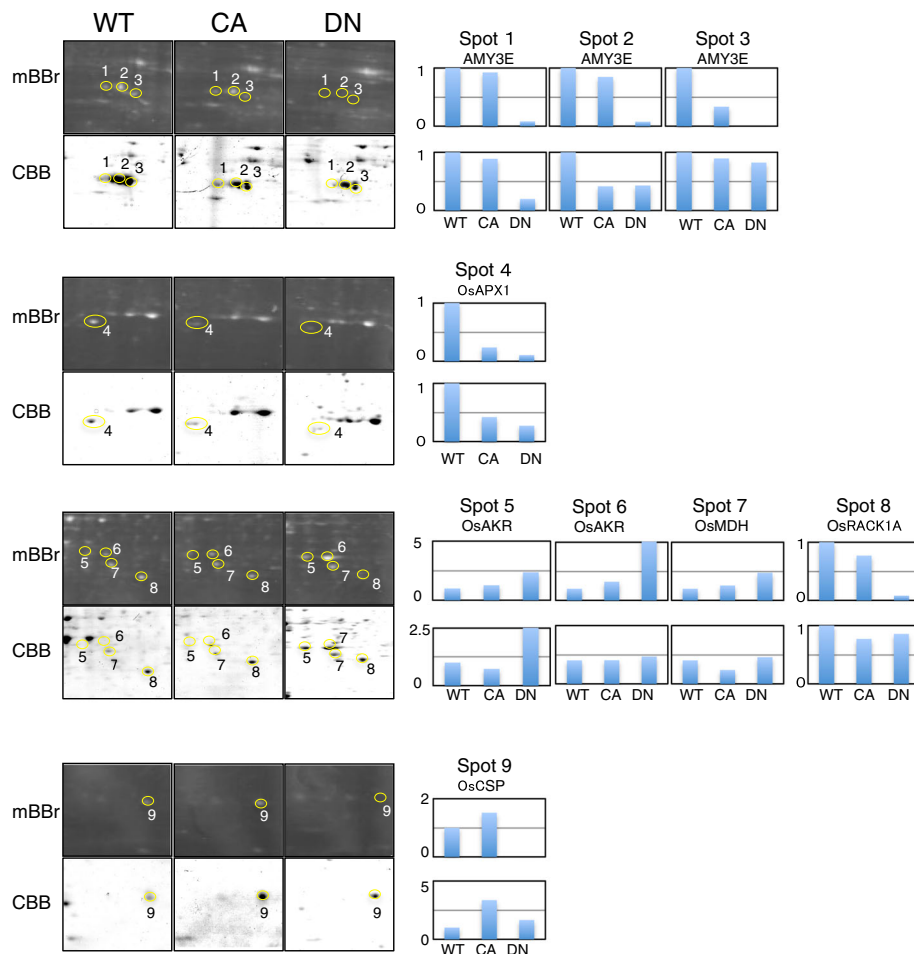 WT CA DN
mBBr
1 2 3
1 2 3
1 2 3
CBB
1 2 3
1 2 3
1 2 3
Spot 1 Spot 2 Spot 3
AMY3E AMY3E AMY3E
1
0
1
0
WT CA DN WT CA DN WT CA DN
mBBr
4 4 4
CBB
4 4 4
Spot 4
OsAPX1
1
0
1
0
WT CA DN
mBBr
5 6 7 8
5 6 7 8
5 6 7 8
CBB
5 6 7 8
5 6 7 8
5 7 6 7 8
Spot 5 Spot 6 Spot 7 Spot 8
OsAKR OsAKR OsMDH OsRACK1A
5
0
1
0
2.5
0
1
0
WT CA DN WT CA DN WT CA DN WT CA DN
mBBr
9 9 9
CBB
9 9 9
Spot 9
OsCSP
2
0
5
0
WT CA DN